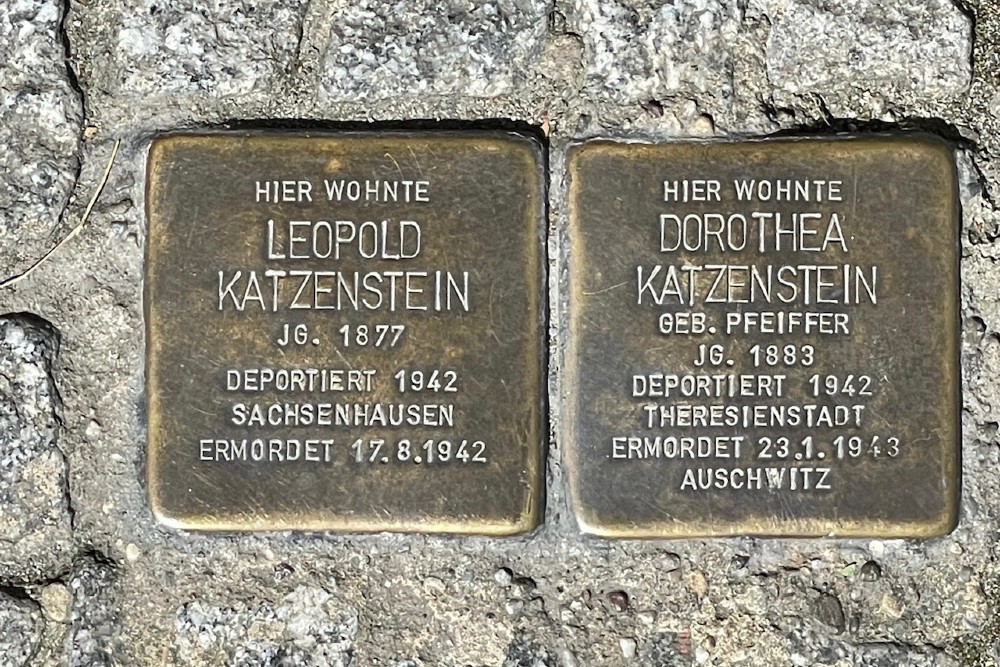 HIER WOHNTE
LEOPOLD
KATZENSTEIN
JG. 1877
DEPORTIERT 1942
SACHSENHAUSEN
ERMORDET 17.8.1942
HIER WOHNTE
DOROTHEA
KATZENSTEIN
GEB. PFEIFFER
JG. 1883
DEPORTIERT 1942
THERESIENSTADT
ERMORDET 23.1.1943
AUSCHWITZ